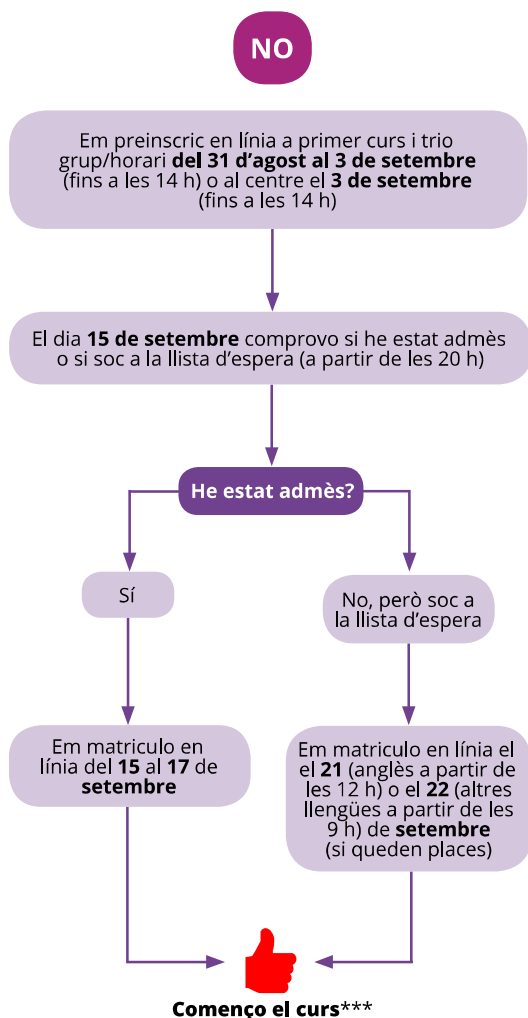 NO
Em preinscric en línia a primer curs i trio
grup/horari del 31 d'agost al 3 de setembre
(fins a les 14 h) o al centre el 3 de setembre
(fins a les 14 h)
El dia 15 de setembre comprovo si he estat admès
o si soc a la llista d'espera (a partir de les 20 h)
He estat admès?
Sí
No, però soc a
la llista d'espera
Em matriculo en
línia del 15 al 17 de
setembre
Em matriculo en línia el
el 21 (anglès a partir de
les 12 h) o el 22 (altres
llengües a partir de les
9 h) de setembre
(si queden places)
Començo el curs***